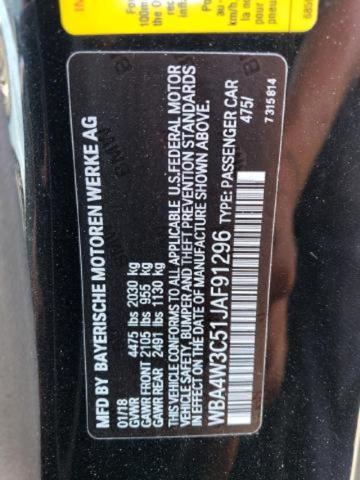 MFD BY BAYERISCHE MOTOREN WERKE AG
01/18
GVWR 4475 lbs 2030 kg
GAWR FRONT 2105 lbs 955 kg
GAWR REAR 2491 lbs 1130 kg
THIS VEHICLE CONFORMS TO ALL APPLICABLE U.S.FEDERAL MOTOR
VEHICLE SAFETY, BUMPER AND THEFT PREVENTION STANDARDS IN
EFFECT ON THE DATE OF MANUFACTURE SHOWN ABOVE.
WBA4W3C51JAF91296 TYPE: PASSENGER CAR
475/
7 315 814